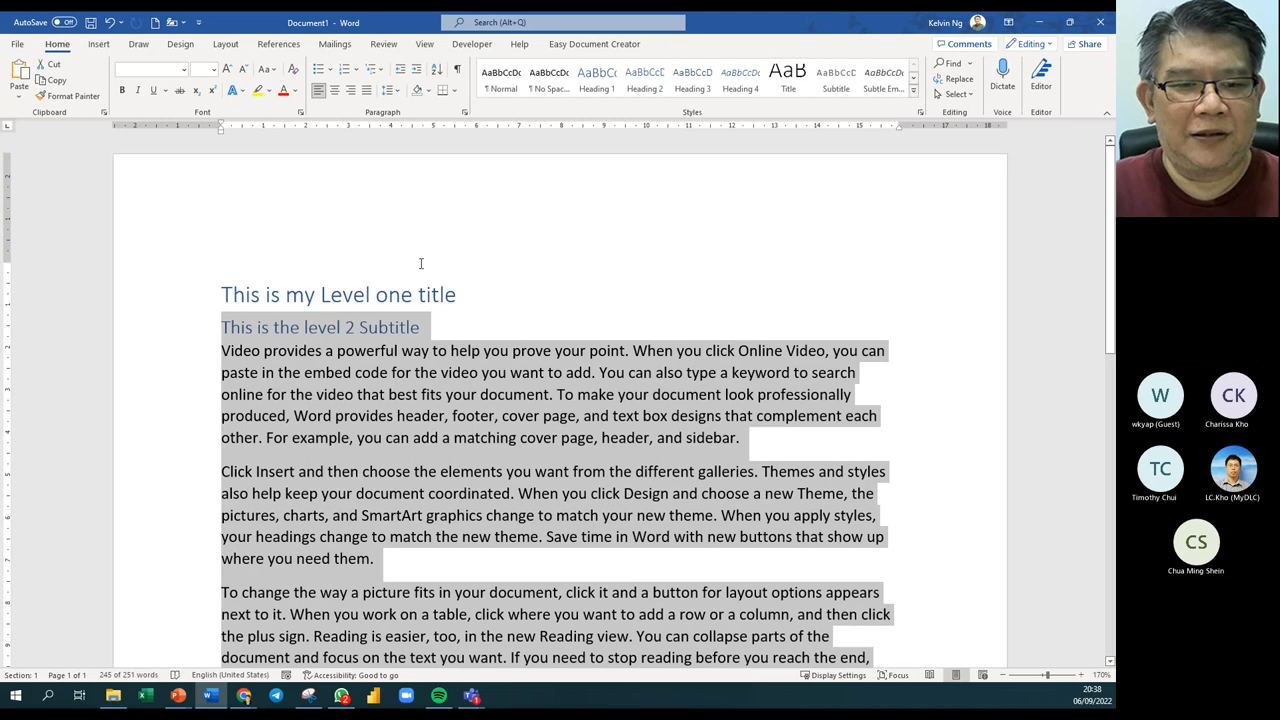 AutoSave Off
Document1 - Word
Search (Alt+Q)
Kelvin Ng
File Home Insert Draw Design Layout References Mailings Review View Developer Help Easy Document Creator
Comments Editing Share
Paste
Cut
Copy
Format Painter
Clipboard
Font
Paragraph
AaBbCcDc AaBbCcDc AaBbCc AaBbCcD AaBbCcD AaBbCcD AaB AaBbCcD AaBbCcDc
¶ Normal ¶ No Spac... Heading 1 Heading 2 Heading 3 Heading 4 Title Subtitle Subtle Em...
Styles
Find
Replace
Select
Editing
Dictate
Voice
Editor
Editor
This is my Level one title
This is the level 2 Subtitle
Video provides a powerful way to help you prove your point. When you click Online Video, you can
paste in the embed code for the video you want to add. You can also type a keyword to search
online for the video that best fits your document. To make your document look professionally
produced, Word provides header, footer, cover page, and text box designs that complement each
other. For example, you can add a matching cover page, header, and sidebar.
Click Insert and then choose the elements you want from the different galleries. Themes and styles
also help keep your document coordinated. When you click Design and choose a new Theme, the
pictures, charts, and SmartArt graphics change to match your new theme. When you apply styles,
your headings change to match the new theme. Save time in Word with new buttons that show up
where you need them.
To change the way a picture fits in your document, click it and a button for layout options appears
next to it. When you work on a table, click where you want to add a row or a column, and then click
the plus sign. Reading is easier, too, in the new Reading view. You can collapse parts of the
document and focus on the text you want. If you need to stop reading before you reach the end,
Section: 1 Page 1 of 1 245 of 251 words English (United States) Accessibility: Good to go
Display Settings Focus 170%
20:38
06/09/2022
W
wkyap (Guest)
CK
Charissa Kho
TC
Timothy Chui
LC.Kho (MyDLC)
CS
Chua Ming Shein